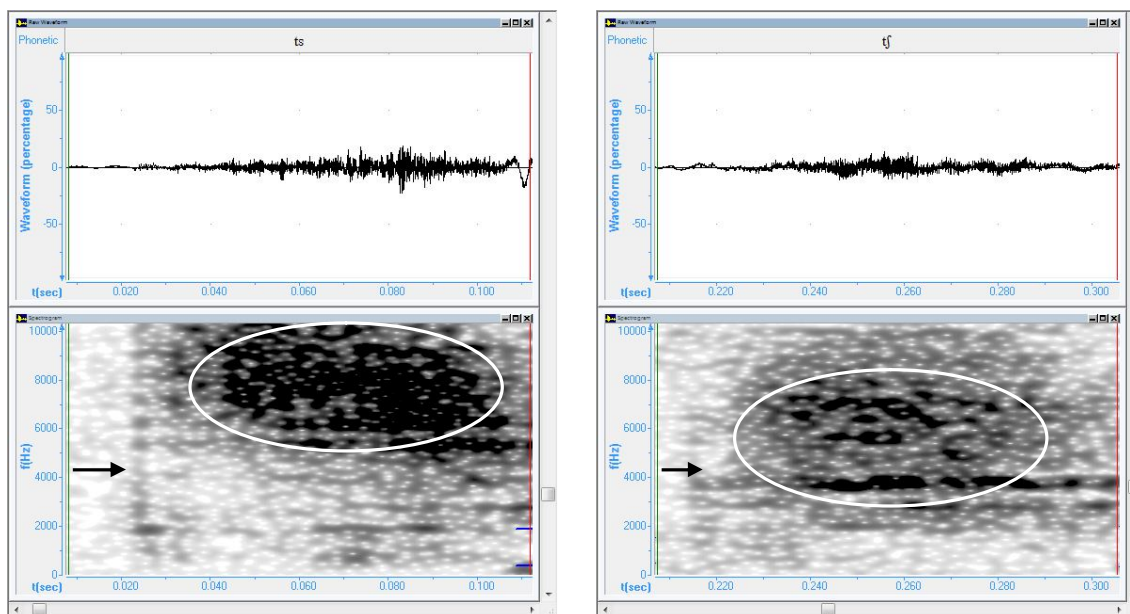 Raw Waveform
Phonetic
ts
Waveform (percentage)
50
0
-50
t(sec)
0.020
0.040
0.060
0.080
0.100
Spectrogram
f(Hz)
10000
8000
6000
4000
2000
0
t(sec)
0.020
0.040
0.060
0.080
0.100
Raw Waveform
Phonetic
tʃ
Waveform (percentage)
50
0
-50
t(sec)
0.220
0.240
0.260
0.280
0.300
Spectrogram
f(Hz)
10000
8000
6000
4000
2000
0
t(sec)
0.220
0.240
0.260
0.280
0.300